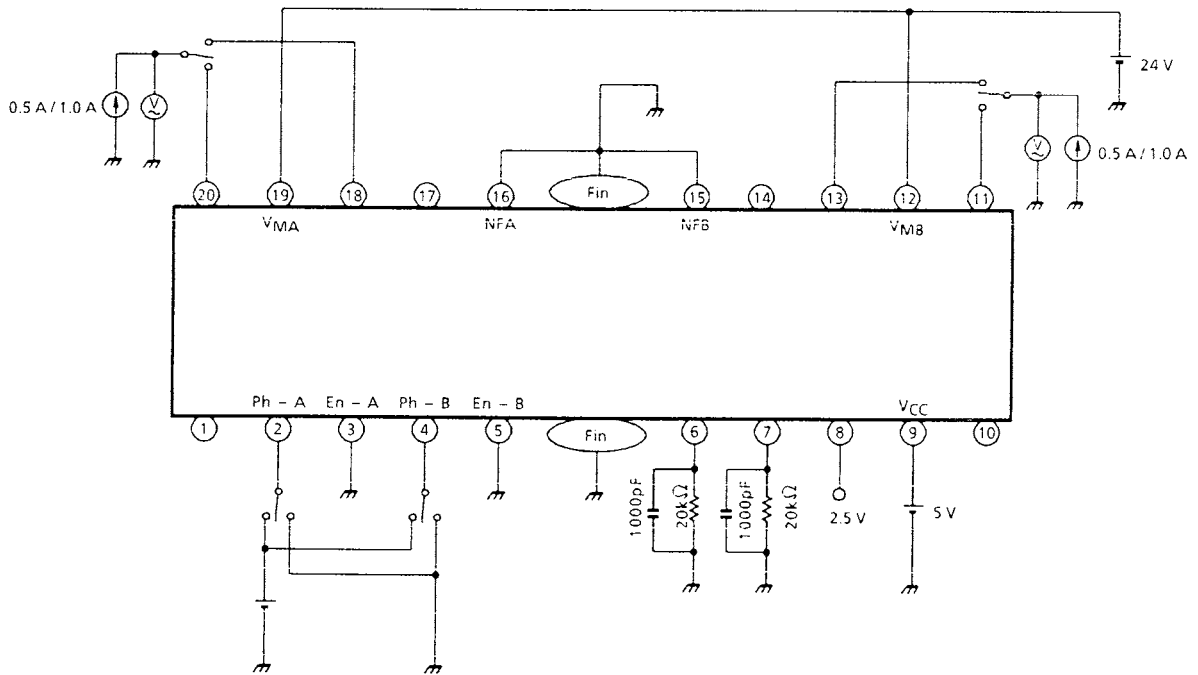 24 V
0.5 A / 1.0 A
V
V
0.5 A / 1.0 A
20 19 18 17 16 Fin 15 14 13 12 11
VMA NFA NFB VMB
Ph - A En - A Ph - B En - B VCC
1 2 3 4 5 Fin 6 7 8 9 10
1000pF 20kΩ 1000pF 20kΩ 2.5 V 5 V